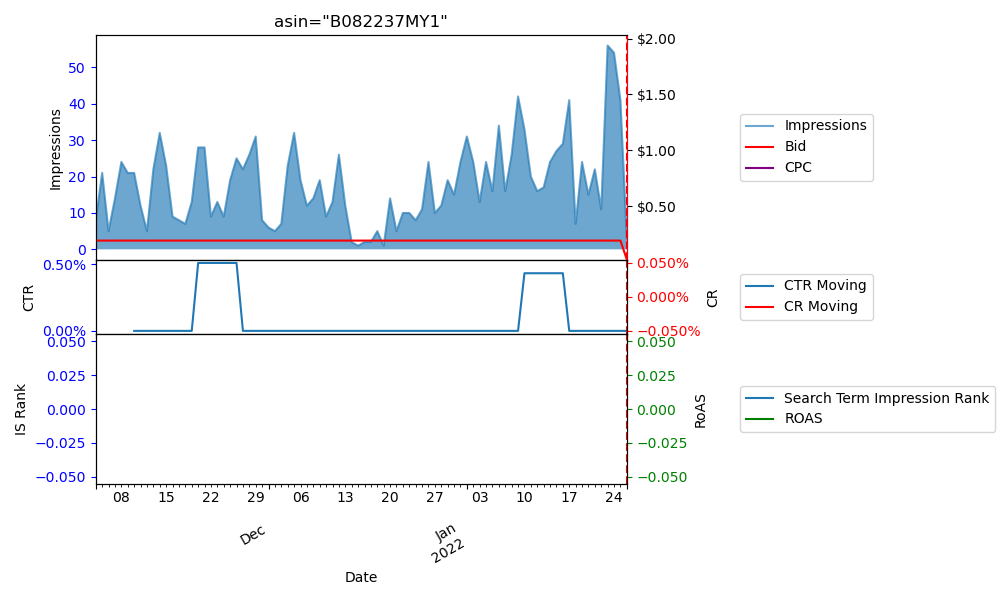 asin="B082237MY1"
Impressions
50
40
30
20
10
0
$2.00
$1.50
$1.00
$0.50
Impressions
Bid
CPC
CTR
0.50%
0.00%
0.050%
0.000%
−0.050%
CR
CTR Moving
CR Moving
IS Rank
0.050
0.025
0.000
−0.025
−0.050
0.050
0.025
0.000
−0.025
−0.050
RoAS
Search Term Impression Rank
ROAS
08 15 22 29 06 13 20 27 03 10 17 24
Dec
Jan
2022
Date